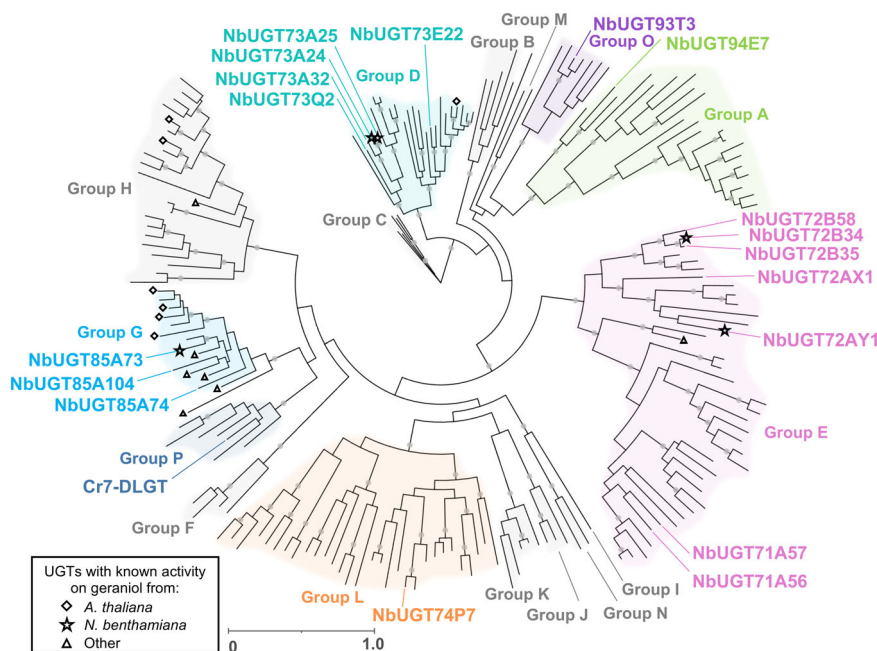 Group M
NbUGT93T3
NbUGT73A25
NbUGT73E22
Group B
Group O
NbUGT94E7
NbUGT73A24
Group D
NbUGT73A32
NbUGT73Q2
Group A
Group H
Group C
NbUGT72B58
NbUGT72B34
NbUGT72B35
NbUGT72AX1
Group G
NbUGT72AY1
NbUGT85A73
NbUGT85A104
NbUGT85A74
Group E
Group P
Cr7-DLGT
Group F
NbUGT71A57
NbUGT71A56
Group I
Group K
Group L
Group J
Group N
NbUGT74P7
UGTs with known activity
on geraniol from:
A. thaliana
N. benthamiana
Other
0 1.0